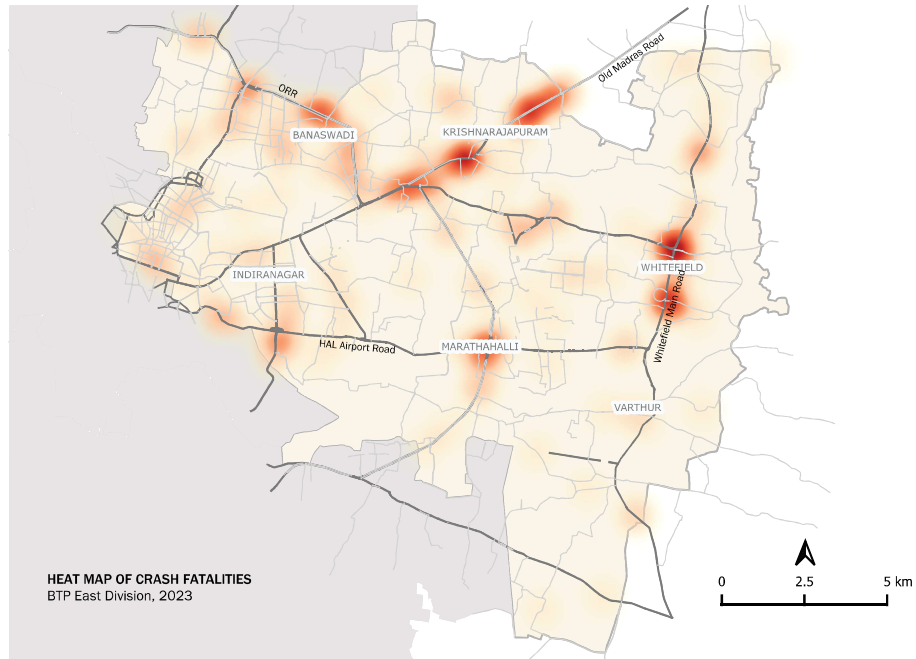 Old Madras Road
ORR
BANASWADI
KRISHNARAJAPURAM
INDIRANAGAR
WHITEFIELD
Whitefield Main Road
HAL Airport Road
MARATHAHALLI
VARTHUR
HEAT MAP OF CRASH FATALITIES
BTP East Division, 2023
0 2.5 5 km